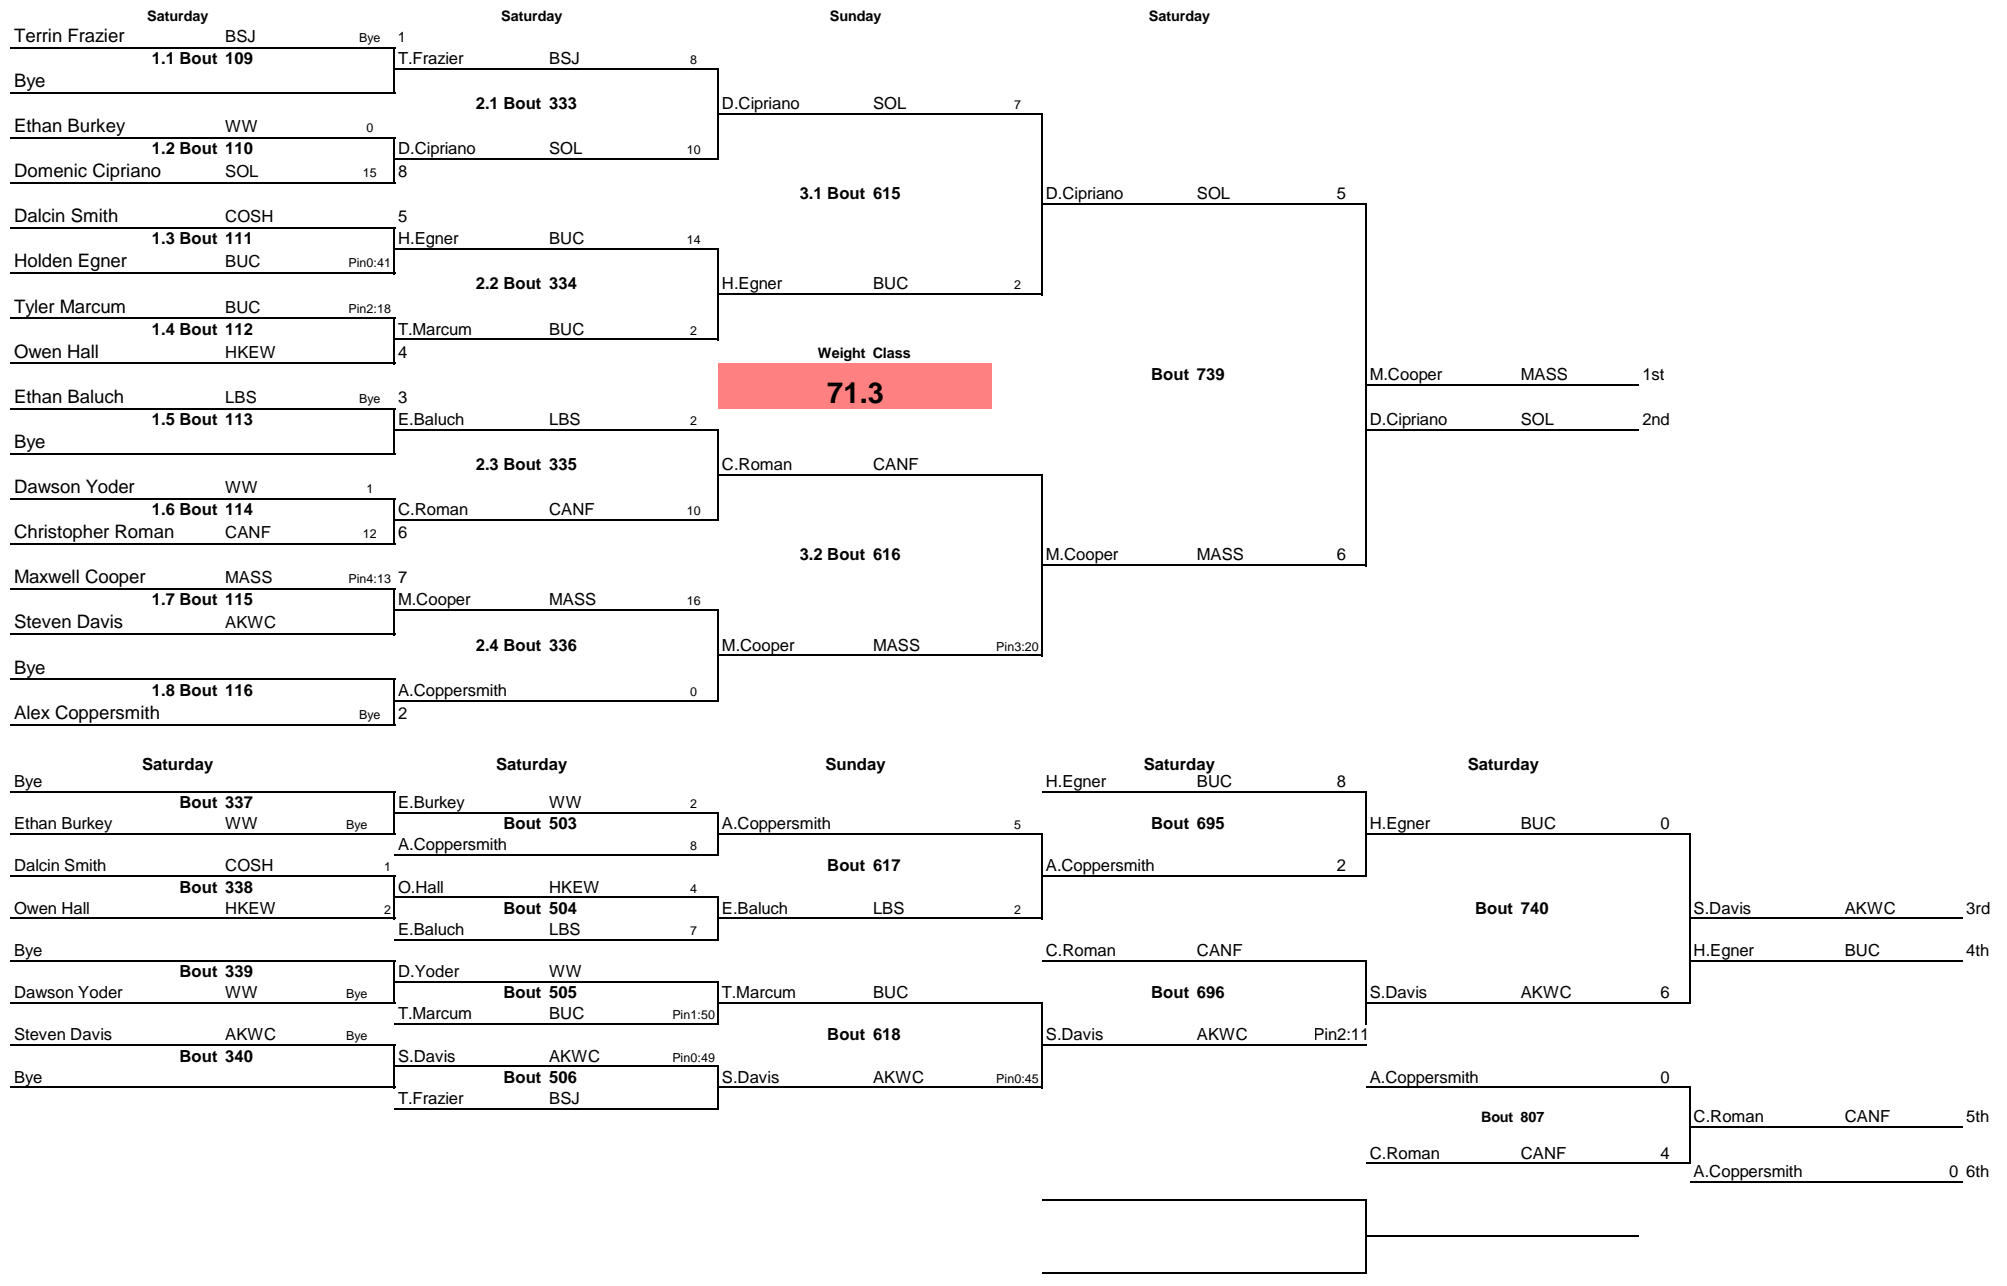 Saturday Saturday Sunday Saturday
Terrin Frazier BSJ Bye 1
1.1 Bout 109 T.Frazier BSJ 8
Bye
2.1 Bout 333 D.Cipriano SOL 7
Ethan Burkey WW 0
1.2 Bout 110 D.Cipriano SOL 10
Domenic Cipriano SOL 15 8
3.1 Bout 615 D.Cipriano SOL 5
Dalcin Smith COSH 5
1.3 Bout 111 H.Egner BUC 14
Holden Egner BUC Pin0:41
2.2 Bout 334 H.Egner BUC 2
Tyler Marcum BUC Pin2:18
1.4 Bout 112 T.Marcum BUC 2
Owen Hall HKEW 4 Weight Class
Bout 739 M.Cooper MASS 1st
71.3
Ethan Baluch LBS Bye 3
1.5 Bout 113 E.Baluch LBS 2 D.Cipriano SOL 2nd
Bye
2.3 Bout 335 C.Roman CANF
Dawson Yoder WW 1
1.6 Bout 114 C.Roman CANF 10
Christopher Roman CANF 12 6
3.2 Bout 616 M.Cooper MASS 6
Maxwell Cooper MASS Pin4:13 7
1.7 Bout 115 M.Cooper MASS 16
Steven Davis AKWC
2.4 Bout 336 M.Cooper MASS Pin3:20
Bye
1.8 Bout 116 A.Coppersmith 0
Alex Coppersmith Bye 2
Saturday Saturday Sunday Saturday Saturday
Bye H.Egner BUC 8
Bout 337 E.Burkey WW 2
Ethan Burkey WW Bye Bout 503 A.Coppersmith 5 Bout 695 H.Egner BUC 0
A.Coppersmith 8
Dalcin Smith COSH 1 Bout 617 A.Coppersmith 2
Bout 338 O.Hall HKEW 4
Owen Hall HKEW 2 Bout 504 E.Baluch LBS 2 Bout 740 S.Davis AKWC 3rd
E.Baluch LBS 7
Bye C.Roman CANF H.Egner BUC 4th
Bout 339 D.Yoder WW
Dawson Yoder WW Bye Bout 505 T.Marcum BUC Bout 696 S.Davis AKWC 6
T.Marcum BUC Pin1:50
Steven Davis AKWC Bye Bout 618 S.Davis AKWC Pin2:11
Bout 340 S.Davis AKWC Pin0:49
Bye Bout 506 S.Davis AKWC Pin0:45 A.Coppersmith 0
T.Frazier BSJ
Bout 807 C.Roman CANF 5th
C.Roman CANF 4
A.Coppersmith 0 6th